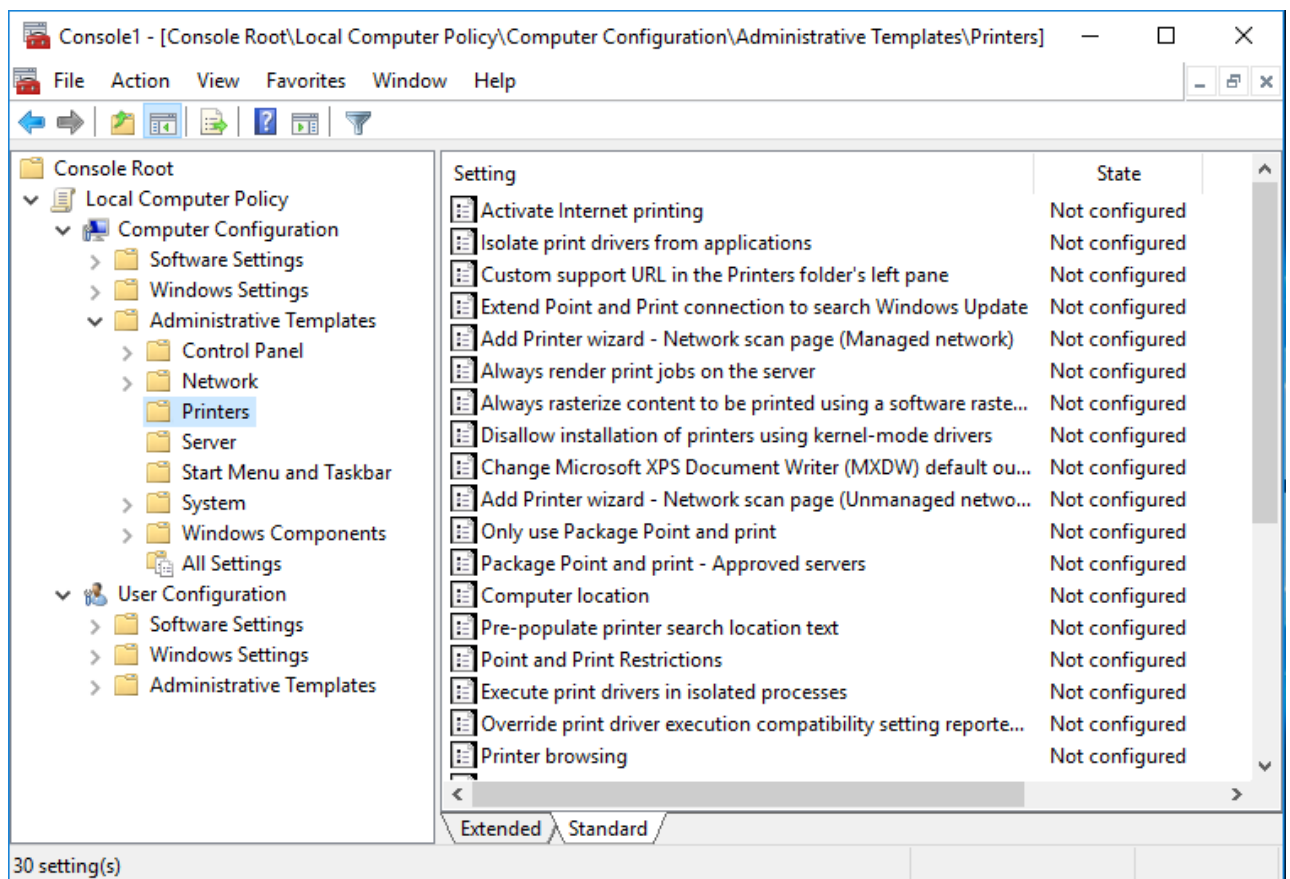 Console1 - [Console Root\Local Computer Policy\Computer Configuration\Administrative Templates\Printers]
File Action View Favorites Window Help
Console Root
Local Computer Policy
Computer Configuration
Software Settings
Windows Settings
Administrative Templates
Control Panel
Network
Printers
Server
Start Menu and Taskbar
System
Windows Components
All Settings
User Configuration
Software Settings
Windows Settings
Administrative Templates
Setting State
Activate Internet printing Not configured
Isolate print drivers from applications Not configured
Custom support URL in the Printers folder's left pane Not configured
Extend Point and Print connection to search Windows Update Not configured
Add Printer wizard - Network scan page (Managed network) Not configured
Always render print jobs on the server Not configured
Always rasterize content to be printed using a software raste... Not configured
Disallow installation of printers using kernel-mode drivers Not configured
Change Microsoft XPS Document Writer (MXDW) default ou... Not configured
Add Printer wizard - Network scan page (Unmanaged netwo... Not configured
Only use Package Point and print Not configured
Package Point and print - Approved servers Not configured
Computer location Not configured
Pre-populate printer search location text Not configured
Point and Print Restrictions Not configured
Execute print drivers in isolated processes Not configured
Override print driver execution compatibility setting reporte... Not configured
Printer browsing Not configured
Extended Standard
30 setting(s)